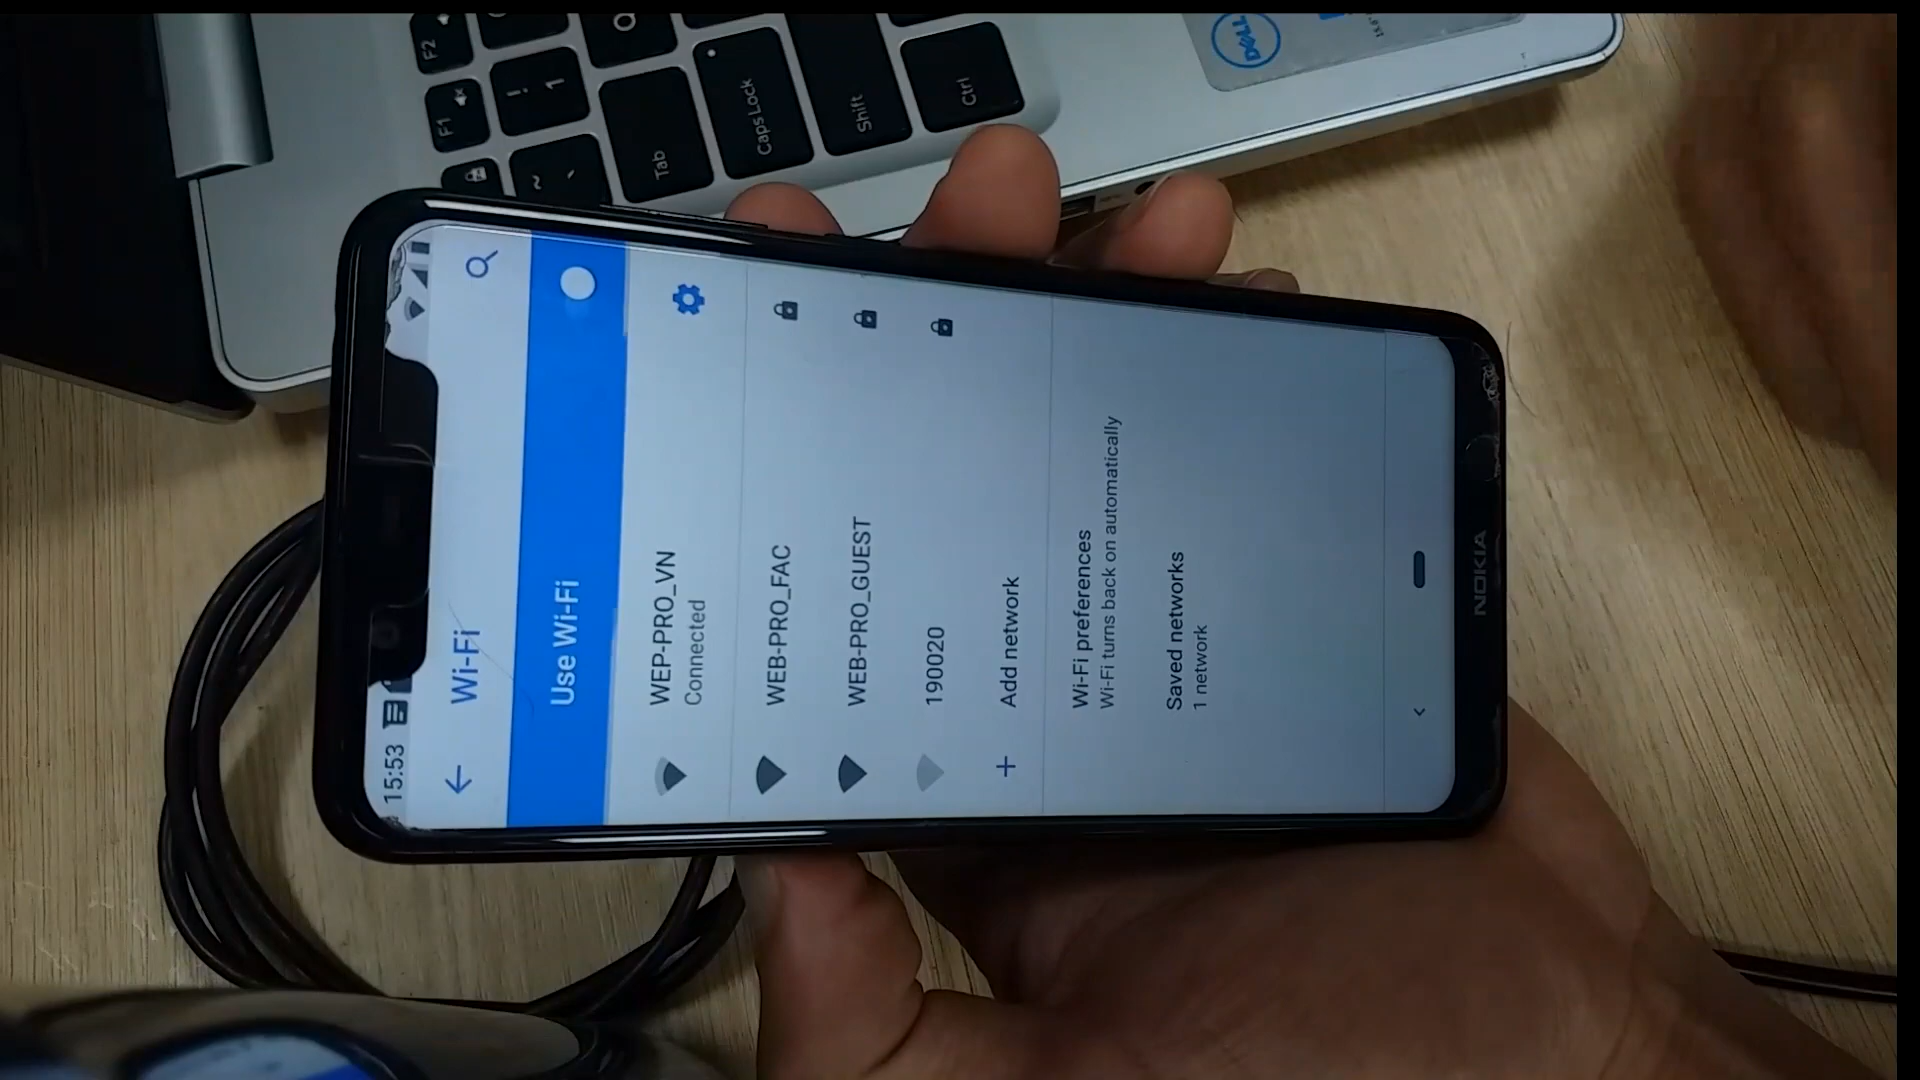 15:53
Wi-Fi
Use Wi-Fi
WEP-PRO_VN
Connected
WEB-PRO_FAC
WEB-PRO_GUEST
190020
Add network
Wi-Fi preferences
Wi-Fi turns back on automatically
Saved networks
1 network
NOKIA
F2
F1
!
1
~
`
Tab
Caps Lock
Shift
Ctrl
DELL